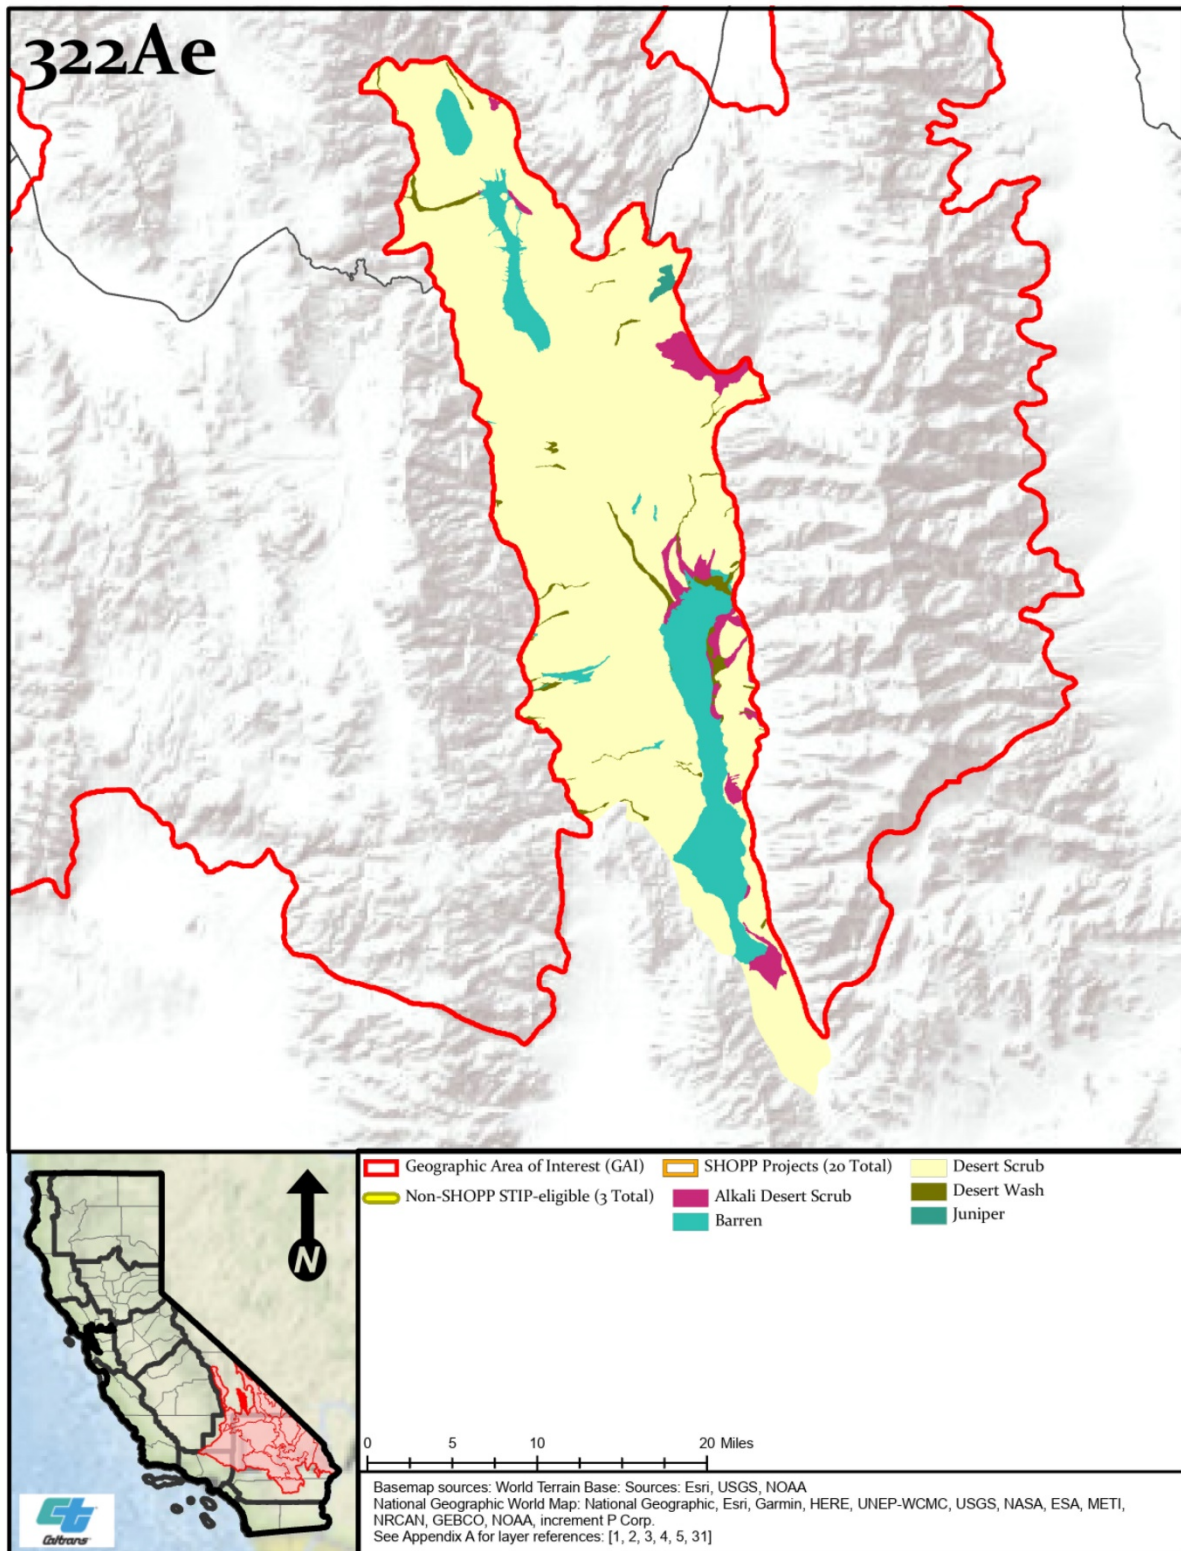 322Ae
Geographic Area of Interest (GAI)
SHOPP Projects (20 Total)
Desert Scrub
Non-SHOPP STIP-eligible (3 Total)
Alkali Desert Scrub
Desert Wash
Barren
Juniper
N
0 5 10 20 Miles
Basemap sources: World Terrain Base: Sources: Esri, USGS, NOAA
National Geographic World Map: National Geographic, Esri, Garmin, HERE, UNEP-WCMC, USGS, NASA, ESA, METI,
NRCAN, GEBCO, NOAA, increment P Corp.
See Appendix A for layer references: [1, 2, 3, 4, 5, 31]
ct
Caltrans